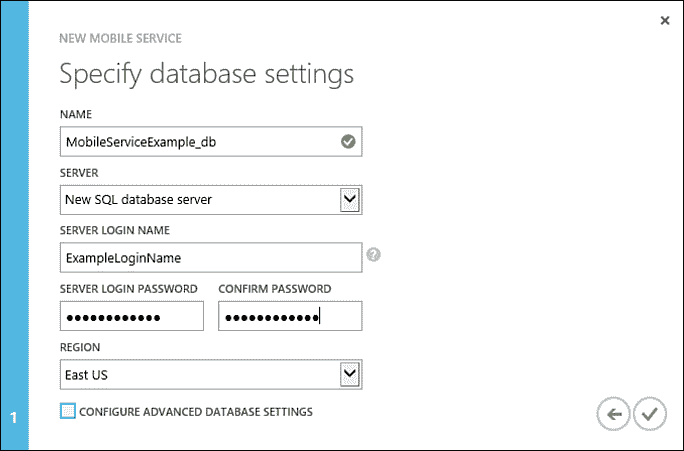 NEW MOBILE SERVICE
Specify database settings
NAME
MobileServiceExample_db
SERVER
New SQL database server
SERVER LOGIN NAME
ExampleLoginName
?
SERVER LOGIN PASSWORD CONFIRM PASSWORD
●●●●●●●●●●●● ●●●●●●●●●●●●
REGION
East US
CONFIGURE ADVANCED DATABASE SETTINGS
1